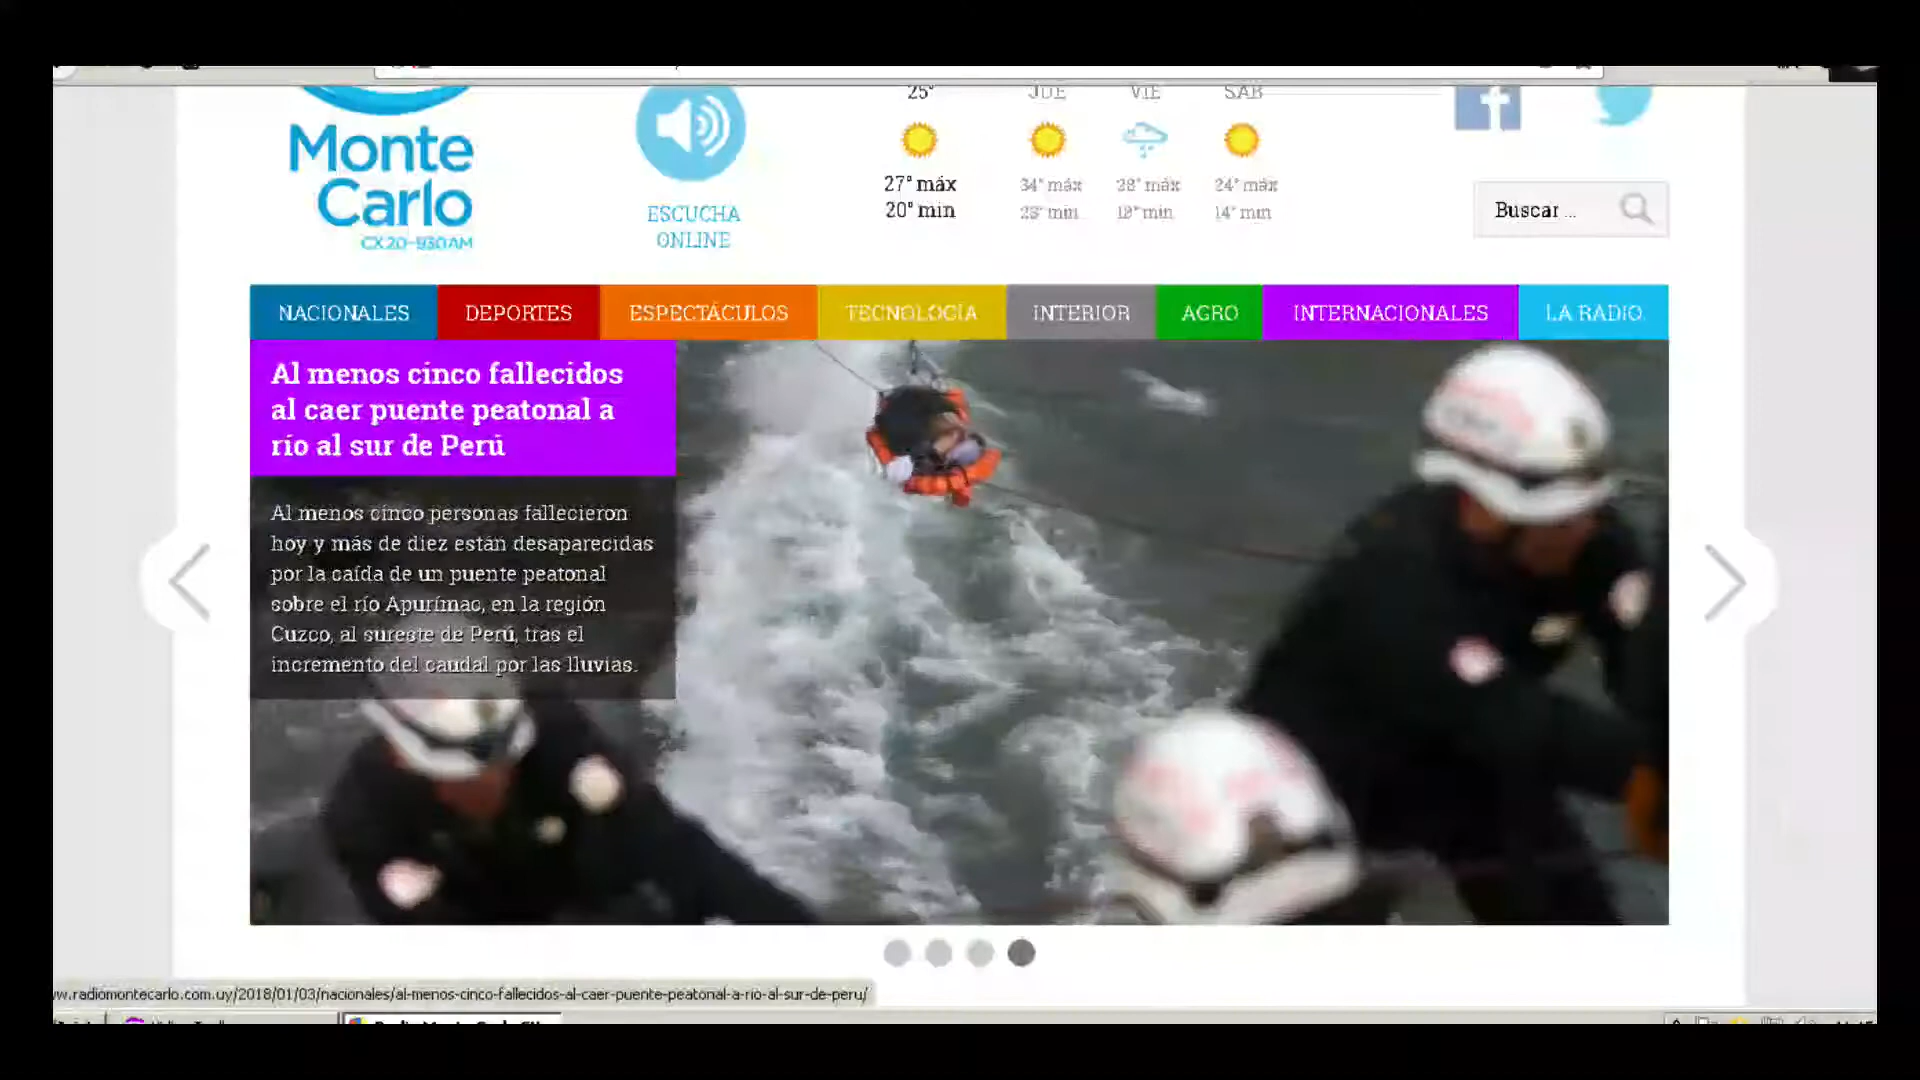 25° JUE VIE SAB
Monte
Carlo
CX20-930AM
ESCUCHA
ONLINE
27° máx 34° máx 28° máx 24° máx
20° min 14° min
Buscar ...
NACIONALES DEPORTES ESPECTÁCULOS TECNOLOGÍA INTERIOR AGRO INTERNACIONALES LA RADIO
Al menos cinco fallecidos
al caer puente peatonal a
río al sur de Perú
Al menos cinco personas fallecieron
hoy y más de diez están desaparecidas
por la caída de un puente peatonal
sobre el río Apurímac, en la región
Cuzco, al sureste de Perú, tras el
incremento del caudal por las lluvias.
w.radiomontecarlo.com.uy/2018/01/03/nacionales/al-menos-cinco-fallecidos-al-caer-puente-peatonal-a-rio-al-sur-de-peru/